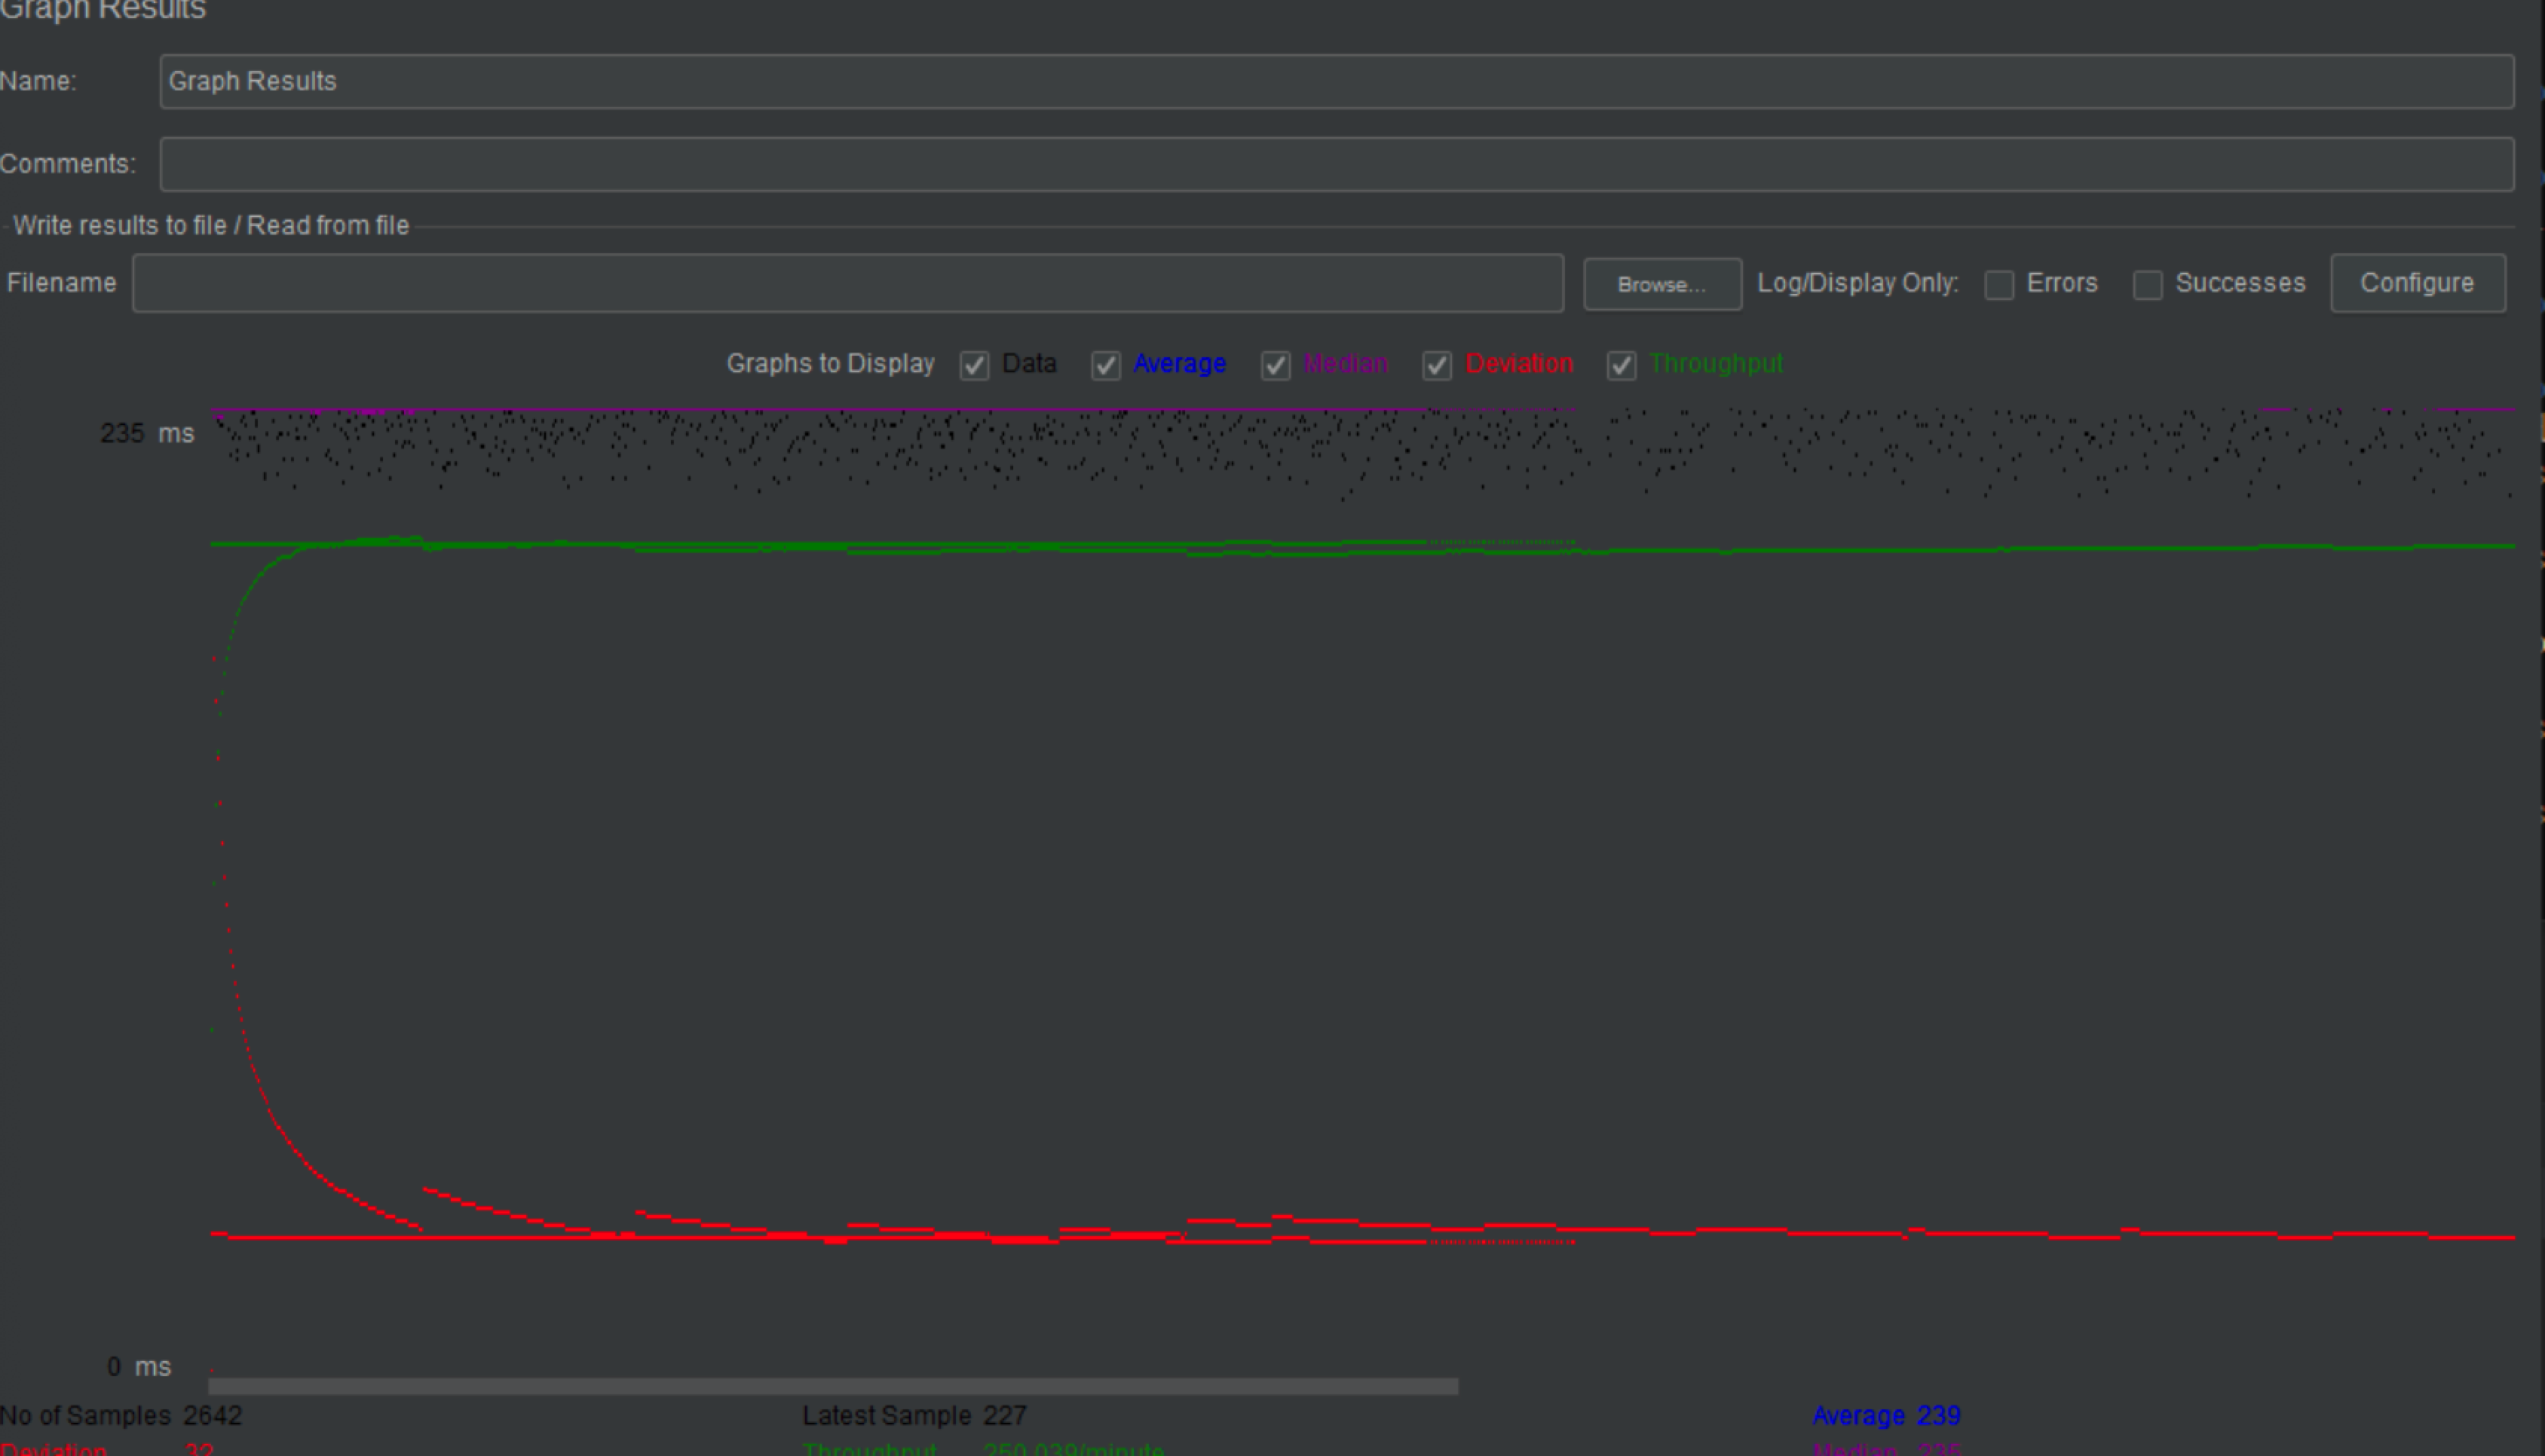 Graph Results
Name: Graph Results
Comments:
Write results to file / Read from file
Filename Browse... Log/Display Only: Errors Successes Configure
Graphs to Display Data Average Median Deviation Throughput
235 ms
0 ms
No of Samples 2642 Latest Sample 227 Average 239
Deviation 32 Throughput 250.039/minute Median 235